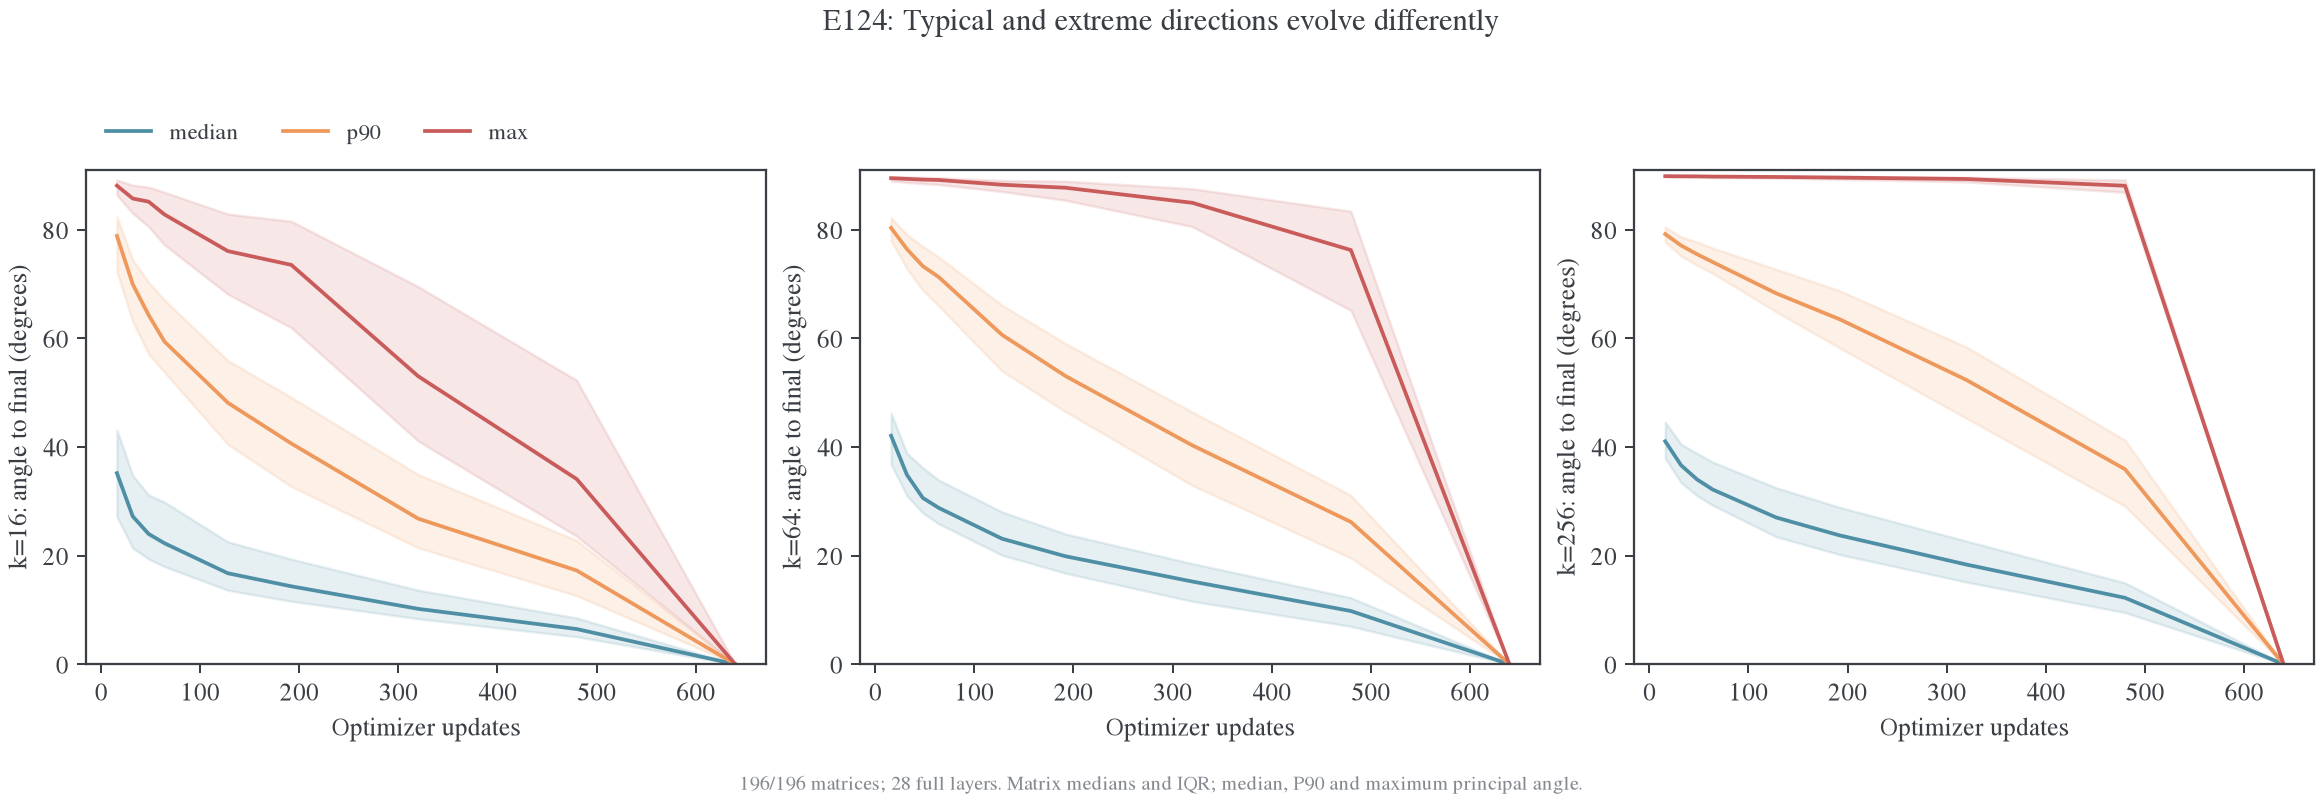 E124: Typical and extreme directions evolve differently
median p90 max
k=16: angle to final (degrees)
80
60
40
20
0
0 100 200 300 400 500 600
Optimizer updates
k=64: angle to final (degrees)
80
60
40
20
0
0 100 200 300 400 500 600
Optimizer updates
k=256: angle to final (degrees)
80
60
40
20
0
0 100 200 300 400 500 600
Optimizer updates
196/196 matrices; 28 full layers. Matrix medians and IQR; median, P90 and maximum principal angle.